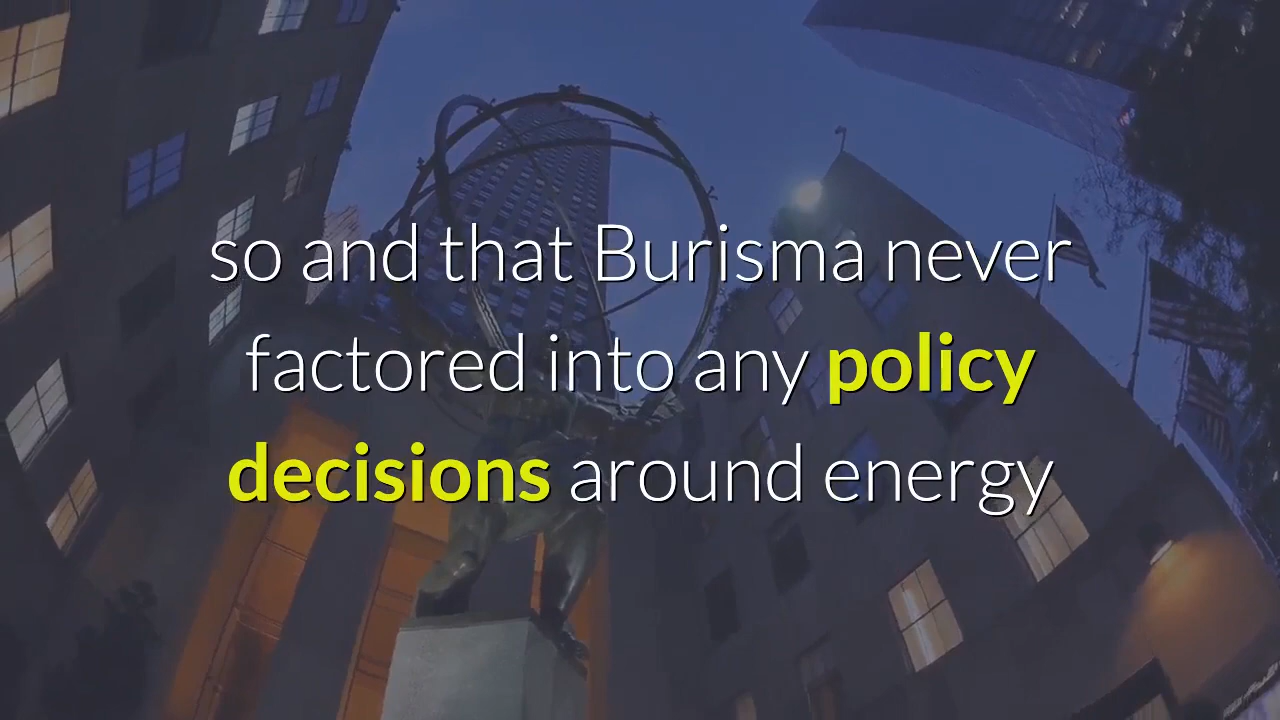 so and that Burisma never
factored into any policy
decisions around energy